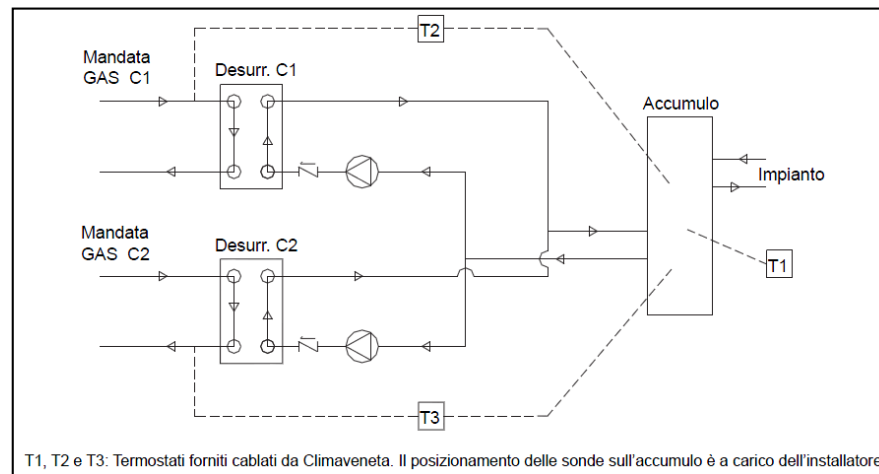 T2
Mandata
GAS C1
Desurr. C1
Accumulo
Impianto
Mandata
GAS C2
Desurr. C2
T1
T3
T1, T2 e T3: Termostati forniti cablati da Climaveneta. Il posizionamento delle sonde sull'accumulo è a carico dell'installatore